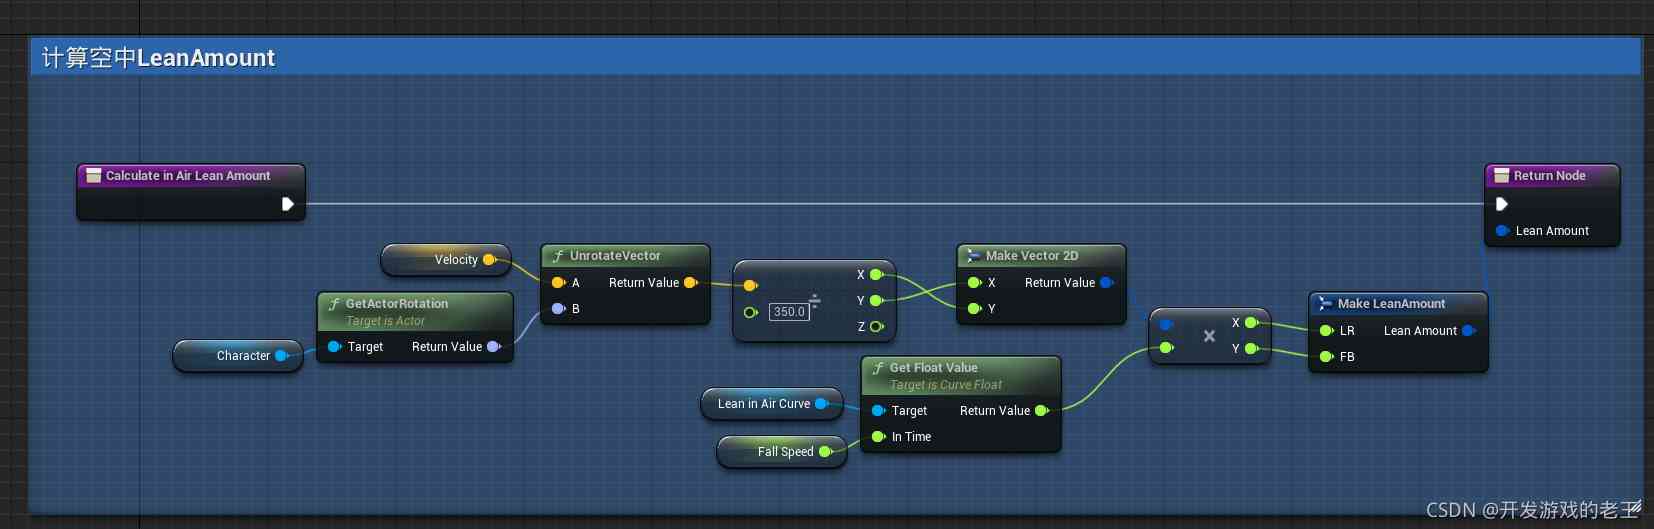 计算空中LeanAmount
Calculate in Air Lean Amount
Return Node
Lean Amount
Velocity
UnrotateVector
A Return Value
B
GetActorRotation
Target is Actor
Target Return Value
Character
X
Y
Z
350.0
÷
Make Vector 2D
X Return Value
Y
Get Float Value
Target is Curve Float
Target Return Value
In Time
Lean in Air Curve
Fall Speed
X
Y
×
Make LeanAmount
LR Lean Amount
FB
CSDN @开发游戏的老王